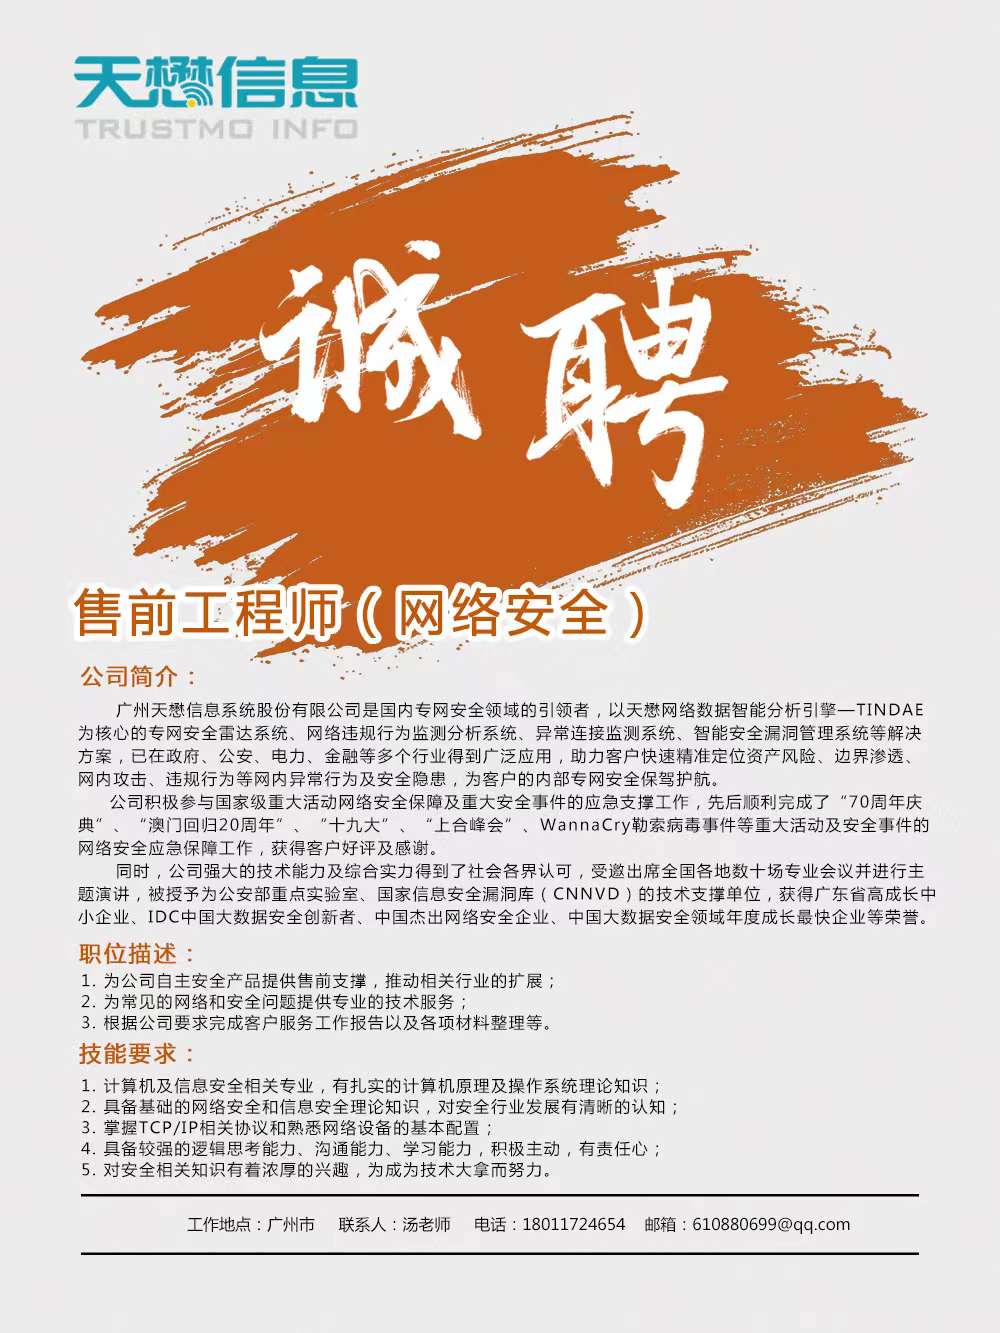 天懋信息
TRUSTMO INFO
诚聘
售前工程师（网络安全）
公司简介：
广州天懋信息系统股份有限公司是国内专网安全领域的引领者，以天懋网络数据智能分析引擎—TINDAE
为核心的专网安全雷达系统、网络违规行为监测分析系统、异常连接监测系统、智能安全漏洞管理系统等解决
方案，已在政府、公安、电力、金融等多个行业得到广泛应用，助力客户快速精准定位资产风险、边界渗透、
网内攻击、违规行为等网内异常行为及安全隐患，为客户的内部专网安全保驾护航。
公司积极参与国家级重大活动网络安全保障及重大安全事件的应急支撑工作，先后顺利完成了“70周年庆
典”、“澳门回归20周年”、“十九大”、“上合峰会”、WannaCry勒索病毒事件等重大活动及安全事件的
网络安全应急保障工作，获得客户好评及感谢。
同时，公司强大的技术能力及综合实力得到了社会各界认可，受邀出席全国各地数十场专业会议并进行主
题演讲，被授予为公安部重点实验室、国家信息安全漏洞库（CNNVD）的技术支撑单位，获得广东省高成长中
小企业、IDC中国大数据安全创新者、中国杰出网络安全企业、中国大数据安全领域年度成长最快企业等荣誉。
职位描述：
1. 为公司自主安全产品提供售前支撑，推动相关行业的扩展；
2. 为常见的网络和安全问题提供专业的技术服务；
3. 根据公司要求完成客户服务工作报告以及各项材料整理等。
技能要求：
1. 计算机及信息安全相关专业，有扎实的计算机原理及操作系统理论知识；
2. 具备基础的网络安全和信息安全理论知识，对安全行业发展有清晰的认知；
3. 掌握TCP/IP相关协议和熟悉网络设备的基本配置；
4. 具备较强的逻辑思考能力、沟通能力、学习能力，积极主动，有责任心；
5. 对安全相关知识有着浓厚的兴趣，为成为技术大拿而努力。
工作地点：广州市 联系人：汤老师 电话：18011724654 邮箱：610880699@qq.com